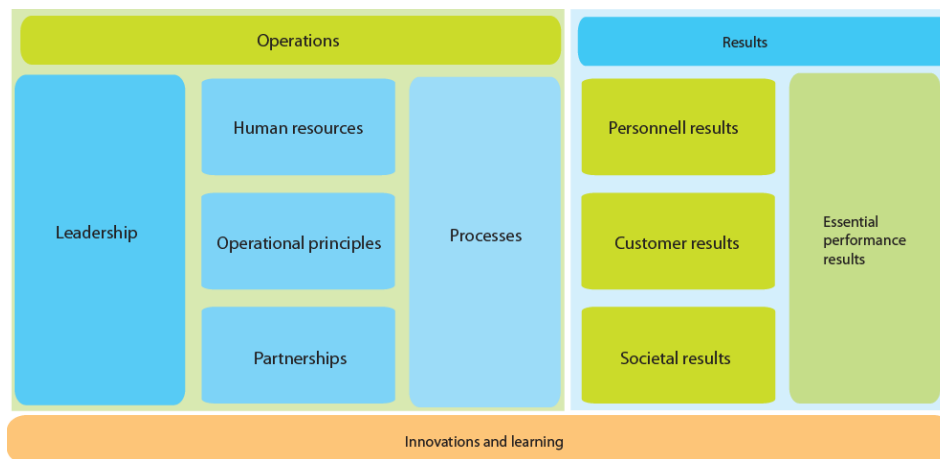 Operations
Results
Leadership
Human resources
Operational principles
Partnerships
Processes
Personnell results
Customer results
Societal results
Essential
performance
results
Innovations and learning